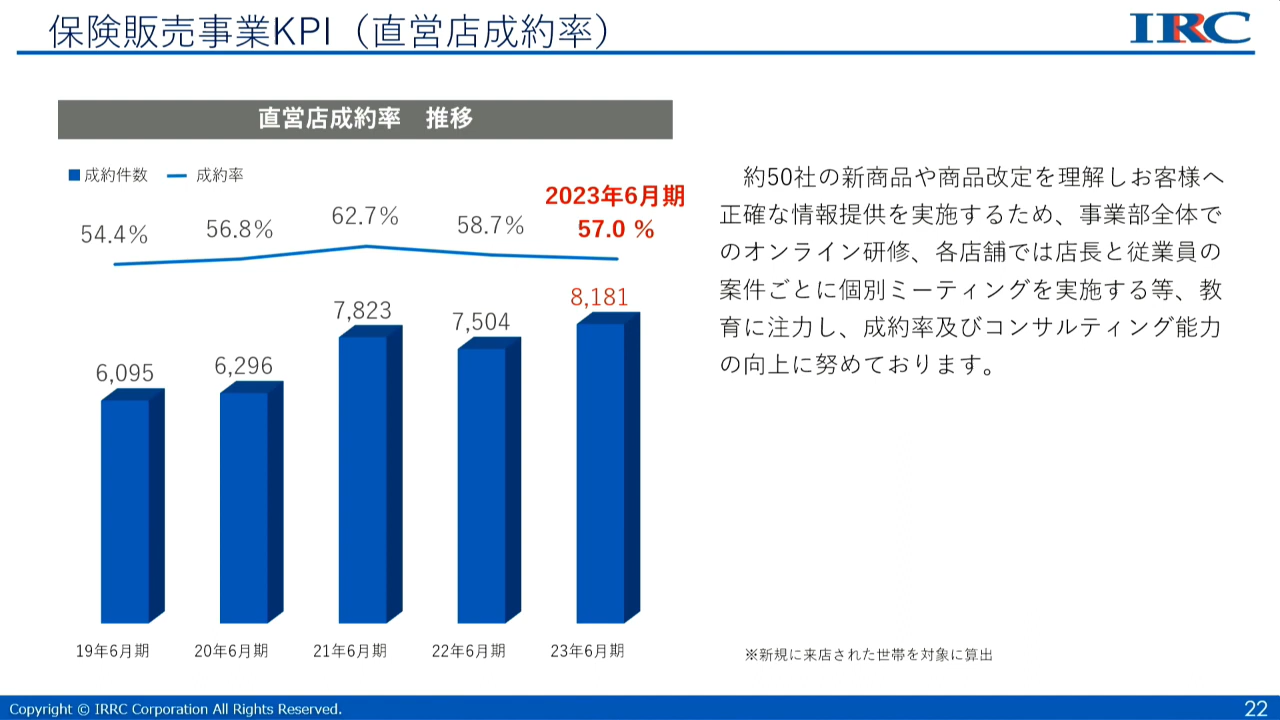 保険販売事業KPI（直営店成約率）
IRRC
直営店成約率　推移
成約件数 成約率
54.4%
56.8%
62.7%
58.7%
2023年6月期
57.0 %
6,095
6,296
7,823
7,504
8,181
19年6月期
20年6月期
21年6月期
22年6月期
23年6月期
約50社の新商品や商品改定を理解しお客様へ
正確な情報提供を実施するため、事業部全体で
のオンライン研修、各店舗では店長と従業員の
案件ごとに個別ミーティングを実施する等、教
育に注力し、成約率及びコンサルティング能力
の向上に努めております。
※新規に来店された世帯を対象に算出
Copyright © IRRC Corporation All Rights Reserved.
22